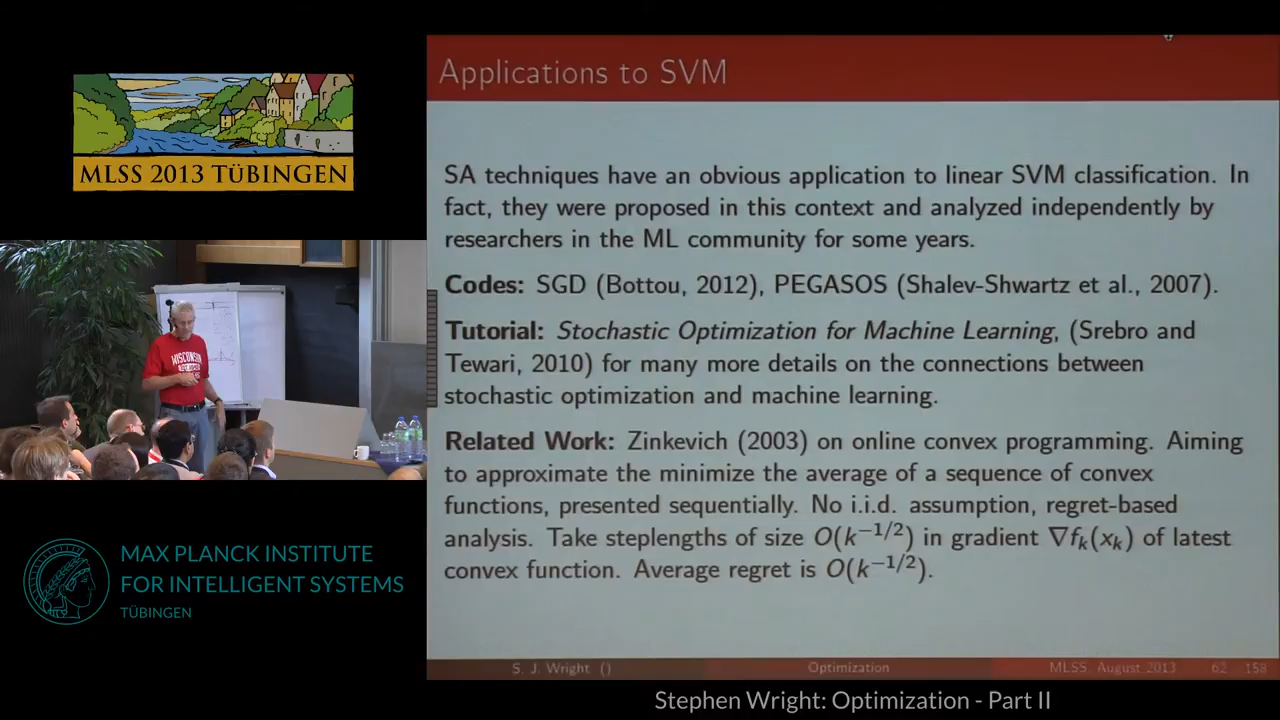 MLSS 2013 TÜBINGEN
WISCONSIN
MAX PLANCK INSTITUTE
FOR INTELLIGENT SYSTEMS
TÜBINGEN
Applications to SVM
SA techniques have an obvious application to linear SVM classification. In
fact, they were proposed in this context and analyzed independently by
researchers in the ML community for some years.
Codes: SGD (Bottou, 2012), PEGASOS (Shalev-Shwartz et al., 2007).
Tutorial: Stochastic Optimization for Machine Learning, (Srebro and
Tewari, 2010) for many more details on the connections between
stochastic optimization and machine learning.
Related Work: Zinkevich (2003) on online convex programming. Aiming
to approximate the minimize the average of a sequence of convex
functions, presented sequentially. No i.i.d. assumption, regret-based
analysis. Take steplengths of size O(k^{-1/2}) in gradient ∇f_k(x_k) of latest
convex function. Average regret is O(k^{-1/2}).
S. J. Wright () Optimization MLSS, August 2013 62 158
Stephen Wright: Optimization - Part II